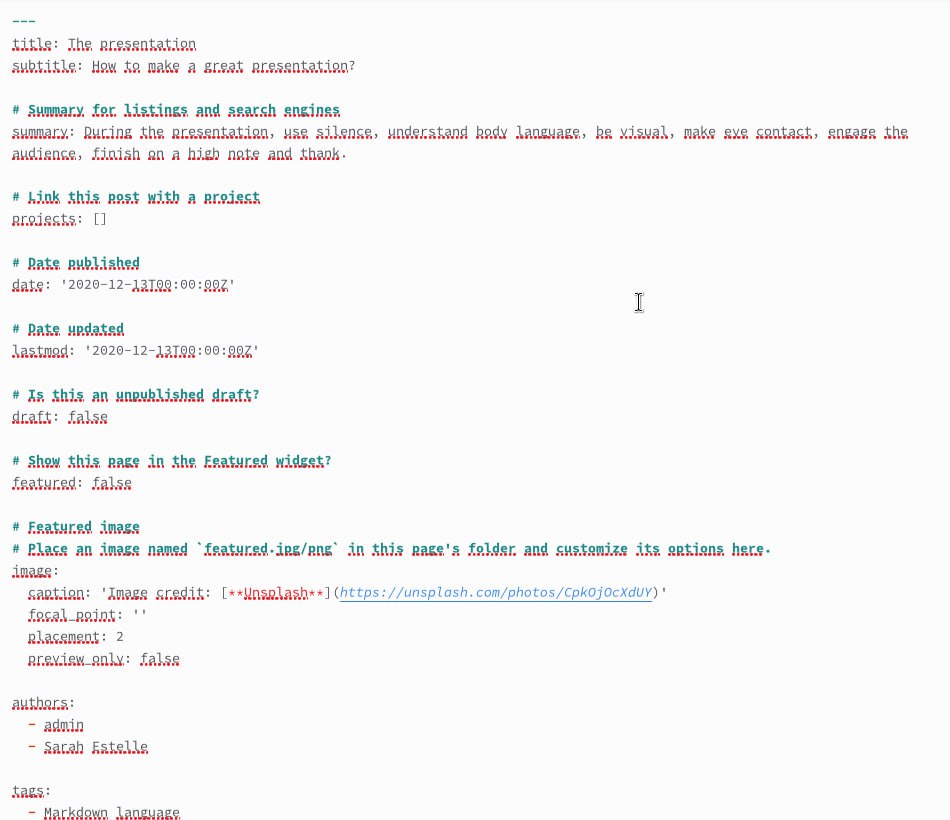 ---
title: The presentation
subtitle: How to make a great presentation?
# Summary for listings and search engines
summary: During the presentation, use silence, understand body language, be visual, make eye contact, engage the
audience, finish on a high note and thank.
# Link this post with a project
projects: []
# Date published
date: '2020-12-13T00:00:00Z'
# Date updated
lastmod: '2020-12-13T00:00:00Z'
# Is this an unpublished draft?
draft: false
# Show this page in the Featured widget?
featured: false
# Featured image
# Place an image named `featured.jpg/png` in this page's folder and customize its options here.
image:
  caption: 'Image credit: [**Unsplash**](https://unsplash.com/photos/CpkOjOcXdUY)'
  focal_point: ''
  placement: 2
  preview_only: false
authors:
  - admin
  - Sarah Estelle
tags:
  - Markdown language